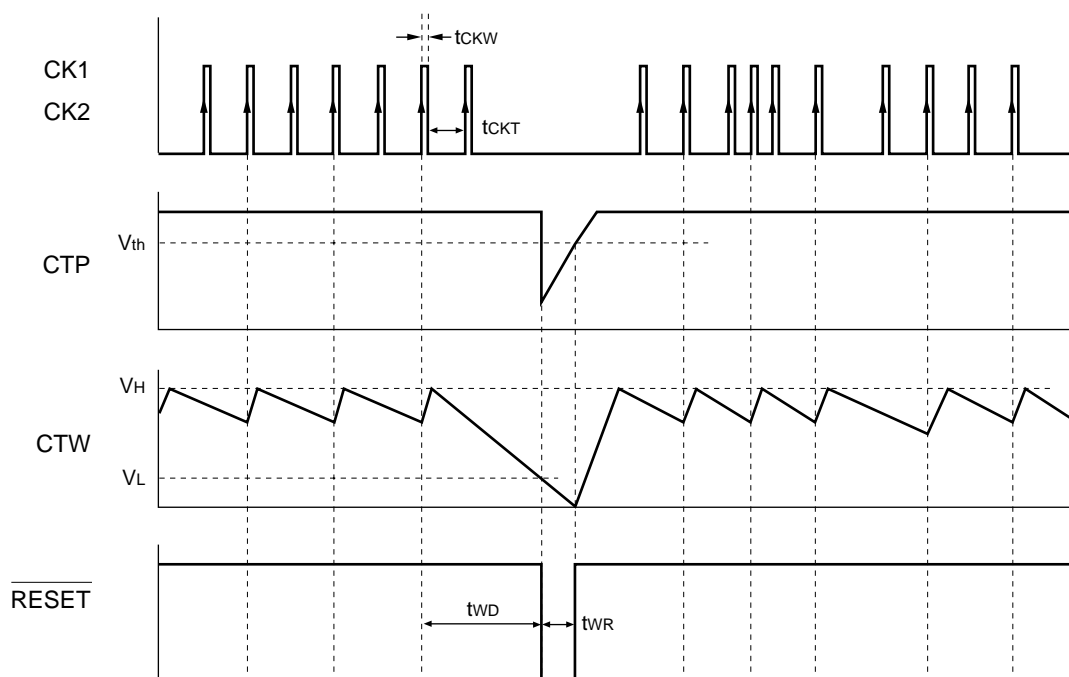 tCKW
CK1
CK2
tCKT
Vth
CTP
VH
CTW
VL
RESET
tWD
tWR